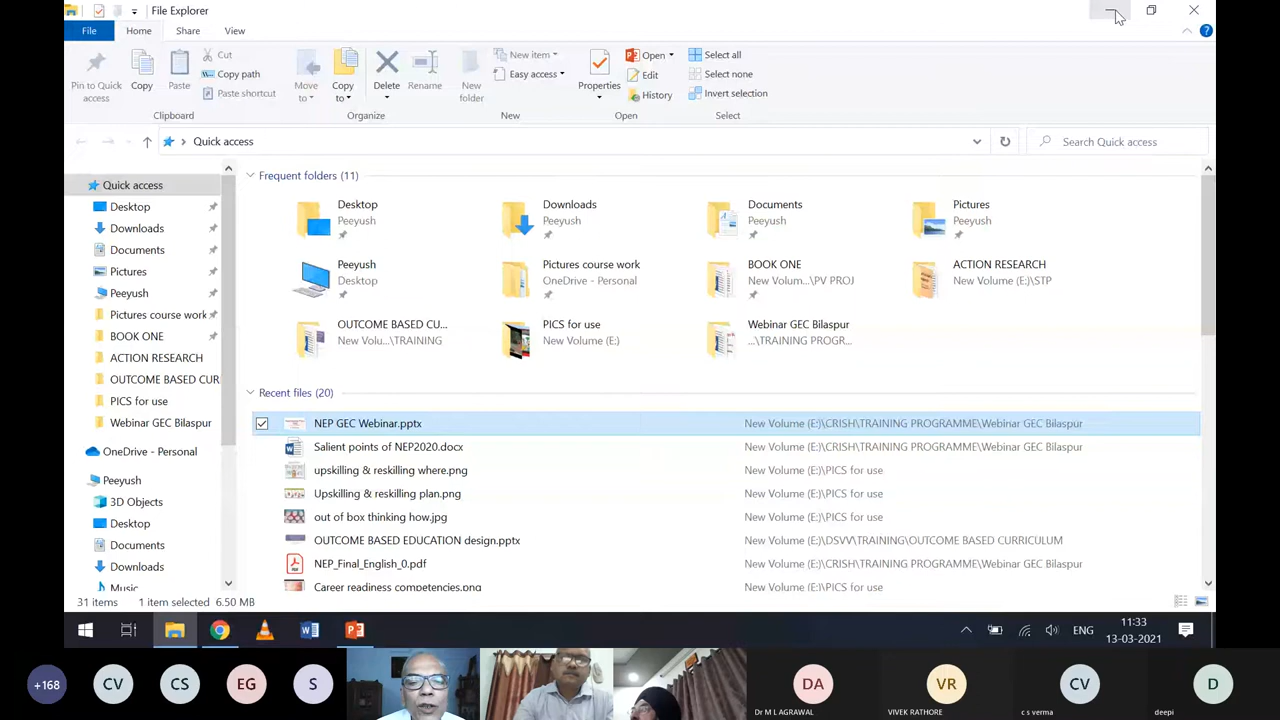 File Explorer
File
Home
Share
View
Pin to Quick access
Copy
Paste
Cut
Copy path
Paste shortcut
Clipboard
Move to
Copy to
Delete
Rename
Organize
New folder
New item
Easy access
New
Properties
Open
Edit
History
Open
Select all
Select none
Invert selection
Select
Quick access
Search Quick access
Quick access
Desktop
Downloads
Documents
Pictures
Peeyush
Pictures course work
BOOK ONE
ACTION RESEARCH
OUTCOME BASED CUR
PICS for use
Webinar GEC Bilaspur
OneDrive - Personal
Peeyush
3D Objects
Desktop
Documents
Downloads
Music
Frequent folders (11)
Desktop
Peeyush
Downloads
Peeyush
Documents
Peeyush
Pictures
Peeyush
Peeyush
Desktop
Pictures course work
OneDrive - Personal
BOOK ONE
New Volum...\PV PROJ
ACTION RESEARCH
New Volume (E:)\STP
OUTCOME BASED CU...
New Volu...\TRAINING
PICS for use
New Volume (E:)
Webinar GEC Bilaspur
...\TRAINING PROGR...
Recent files (20)
NEP GEC Webinar.pptx New Volume (E:)\CRISH\TRAINING PROGRAMME\Webinar GEC Bilaspur
Salient points of NEP2020.docx New Volume (E:)\CRISH\TRAINING PROGRAMME\Webinar GEC Bilaspur
upskilling & reskilling where.png New Volume (E:)\PICS for use
Upskilling & reskilling plan.png New Volume (E:)\PICS for use
out of box thinking how.jpg New Volume (E:)\PICS for use
OUTCOME BASED EDUCATION design.pptx New Volume (E:)\DSVV\TRAINING\OUTCOME BASED CURRICULUM
NEP_Final_English_0.pdf New Volume (E:)\CRISH\TRAINING PROGRAMME\Webinar GEC Bilaspur
Career readiness competencies.png New Volume (E:)\PICS for use
31 items 1 item selected 6.50 MB
ENG
11:33
13-03-2021
+168
CV
CS
EG
S
DA
Dr M L AGRAWAL
VR
VIVEK RATHORE
CV
c s verma
D
deepi